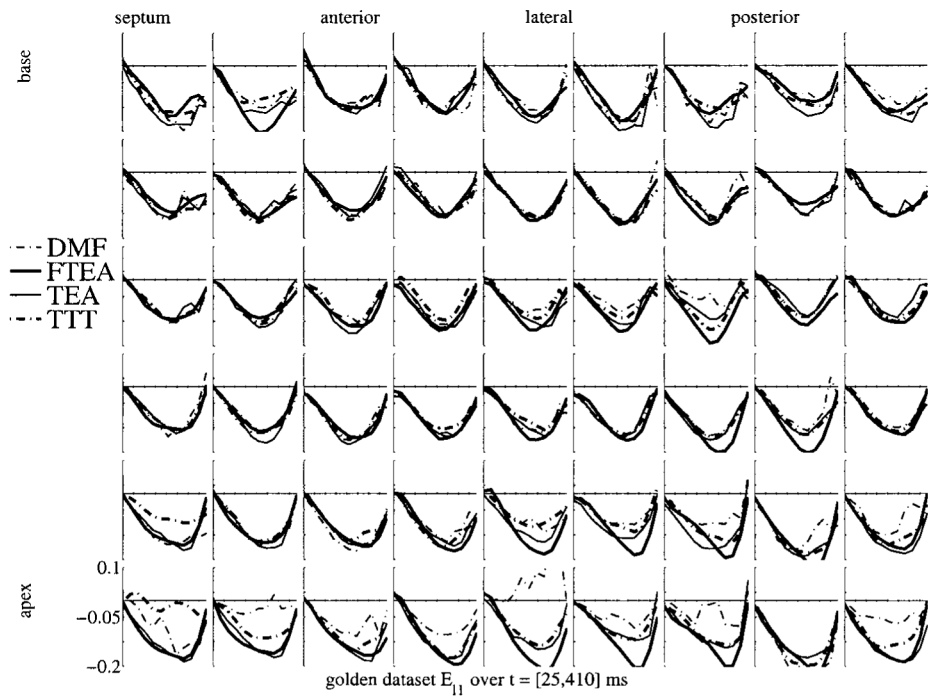 septum anterior lateral posterior
base
DMF
FTEA
TEA
TTT
apex
0.1
−0.05
−0.2
golden dataset E11 over t = [25,410] ms